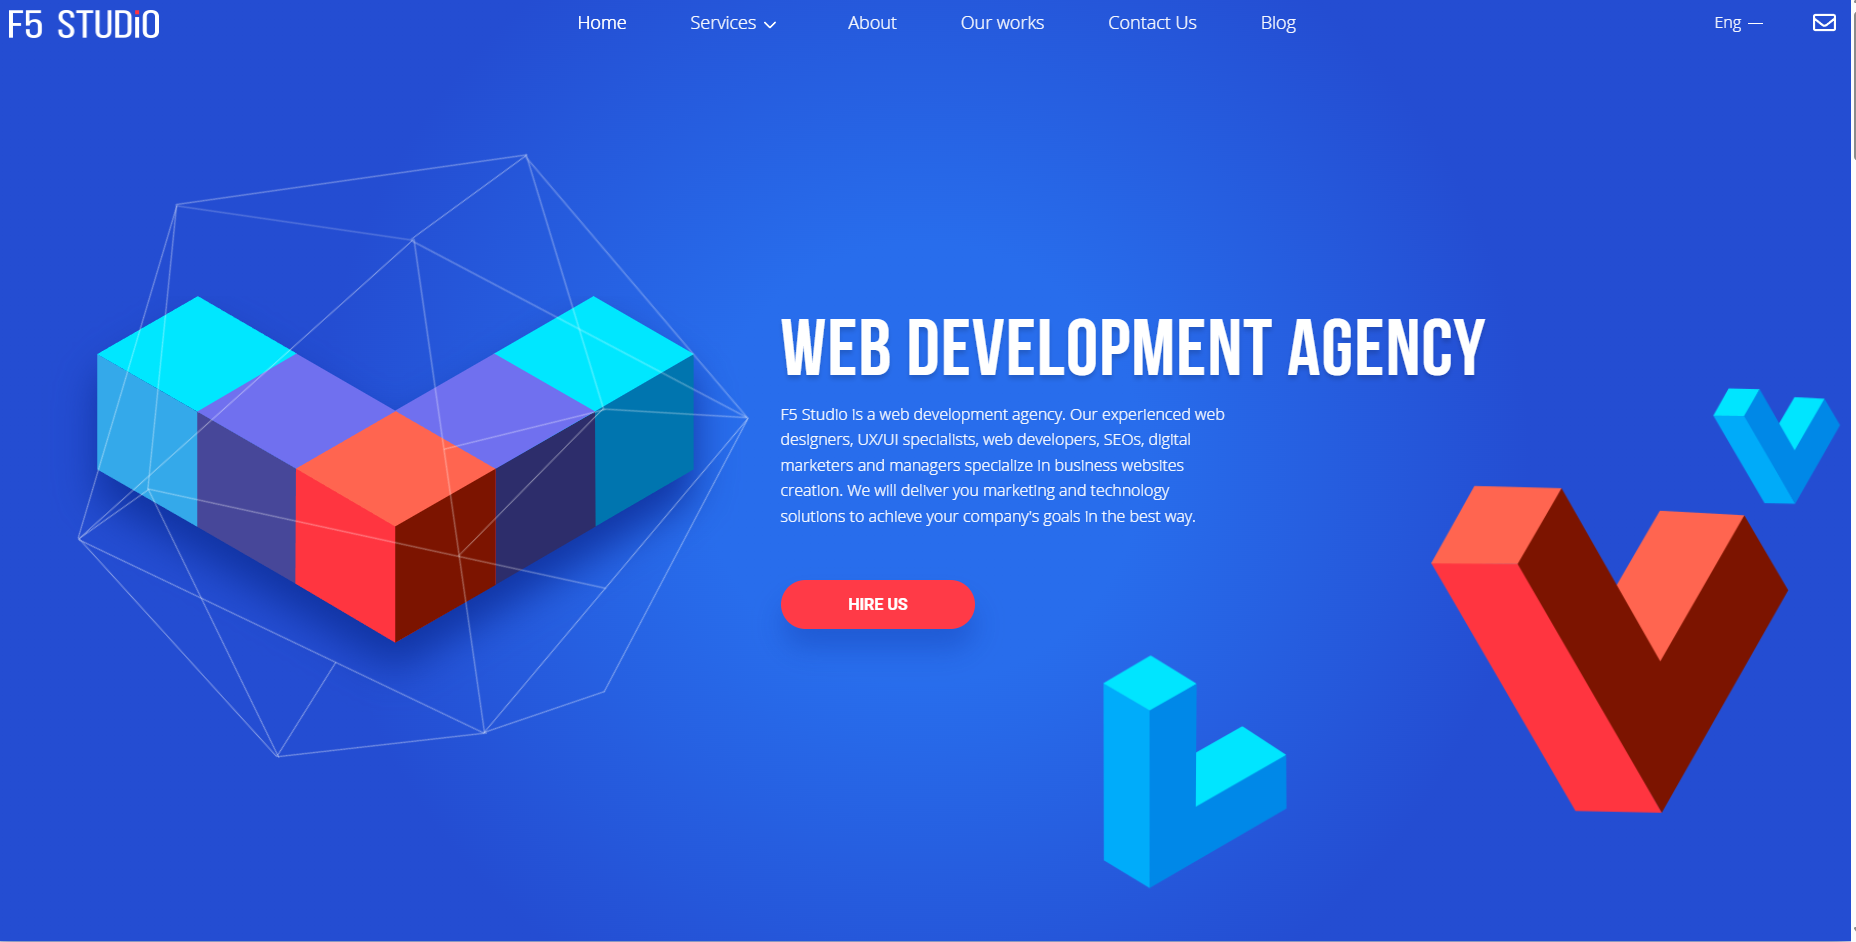 F5 STUDiO
Home
Services
About
Our works
Contact Us
Blog
Eng
WEB DEVELOPMENT AGENCY
F5 Studio is a web development agency. Our experienced web
designers, UX/UI specialists, web developers, SEOs, digital
marketers and managers specialize in business websites
creation. We will deliver you marketing and technology
solutions to achieve your company's goals in the best way.
HIRE US